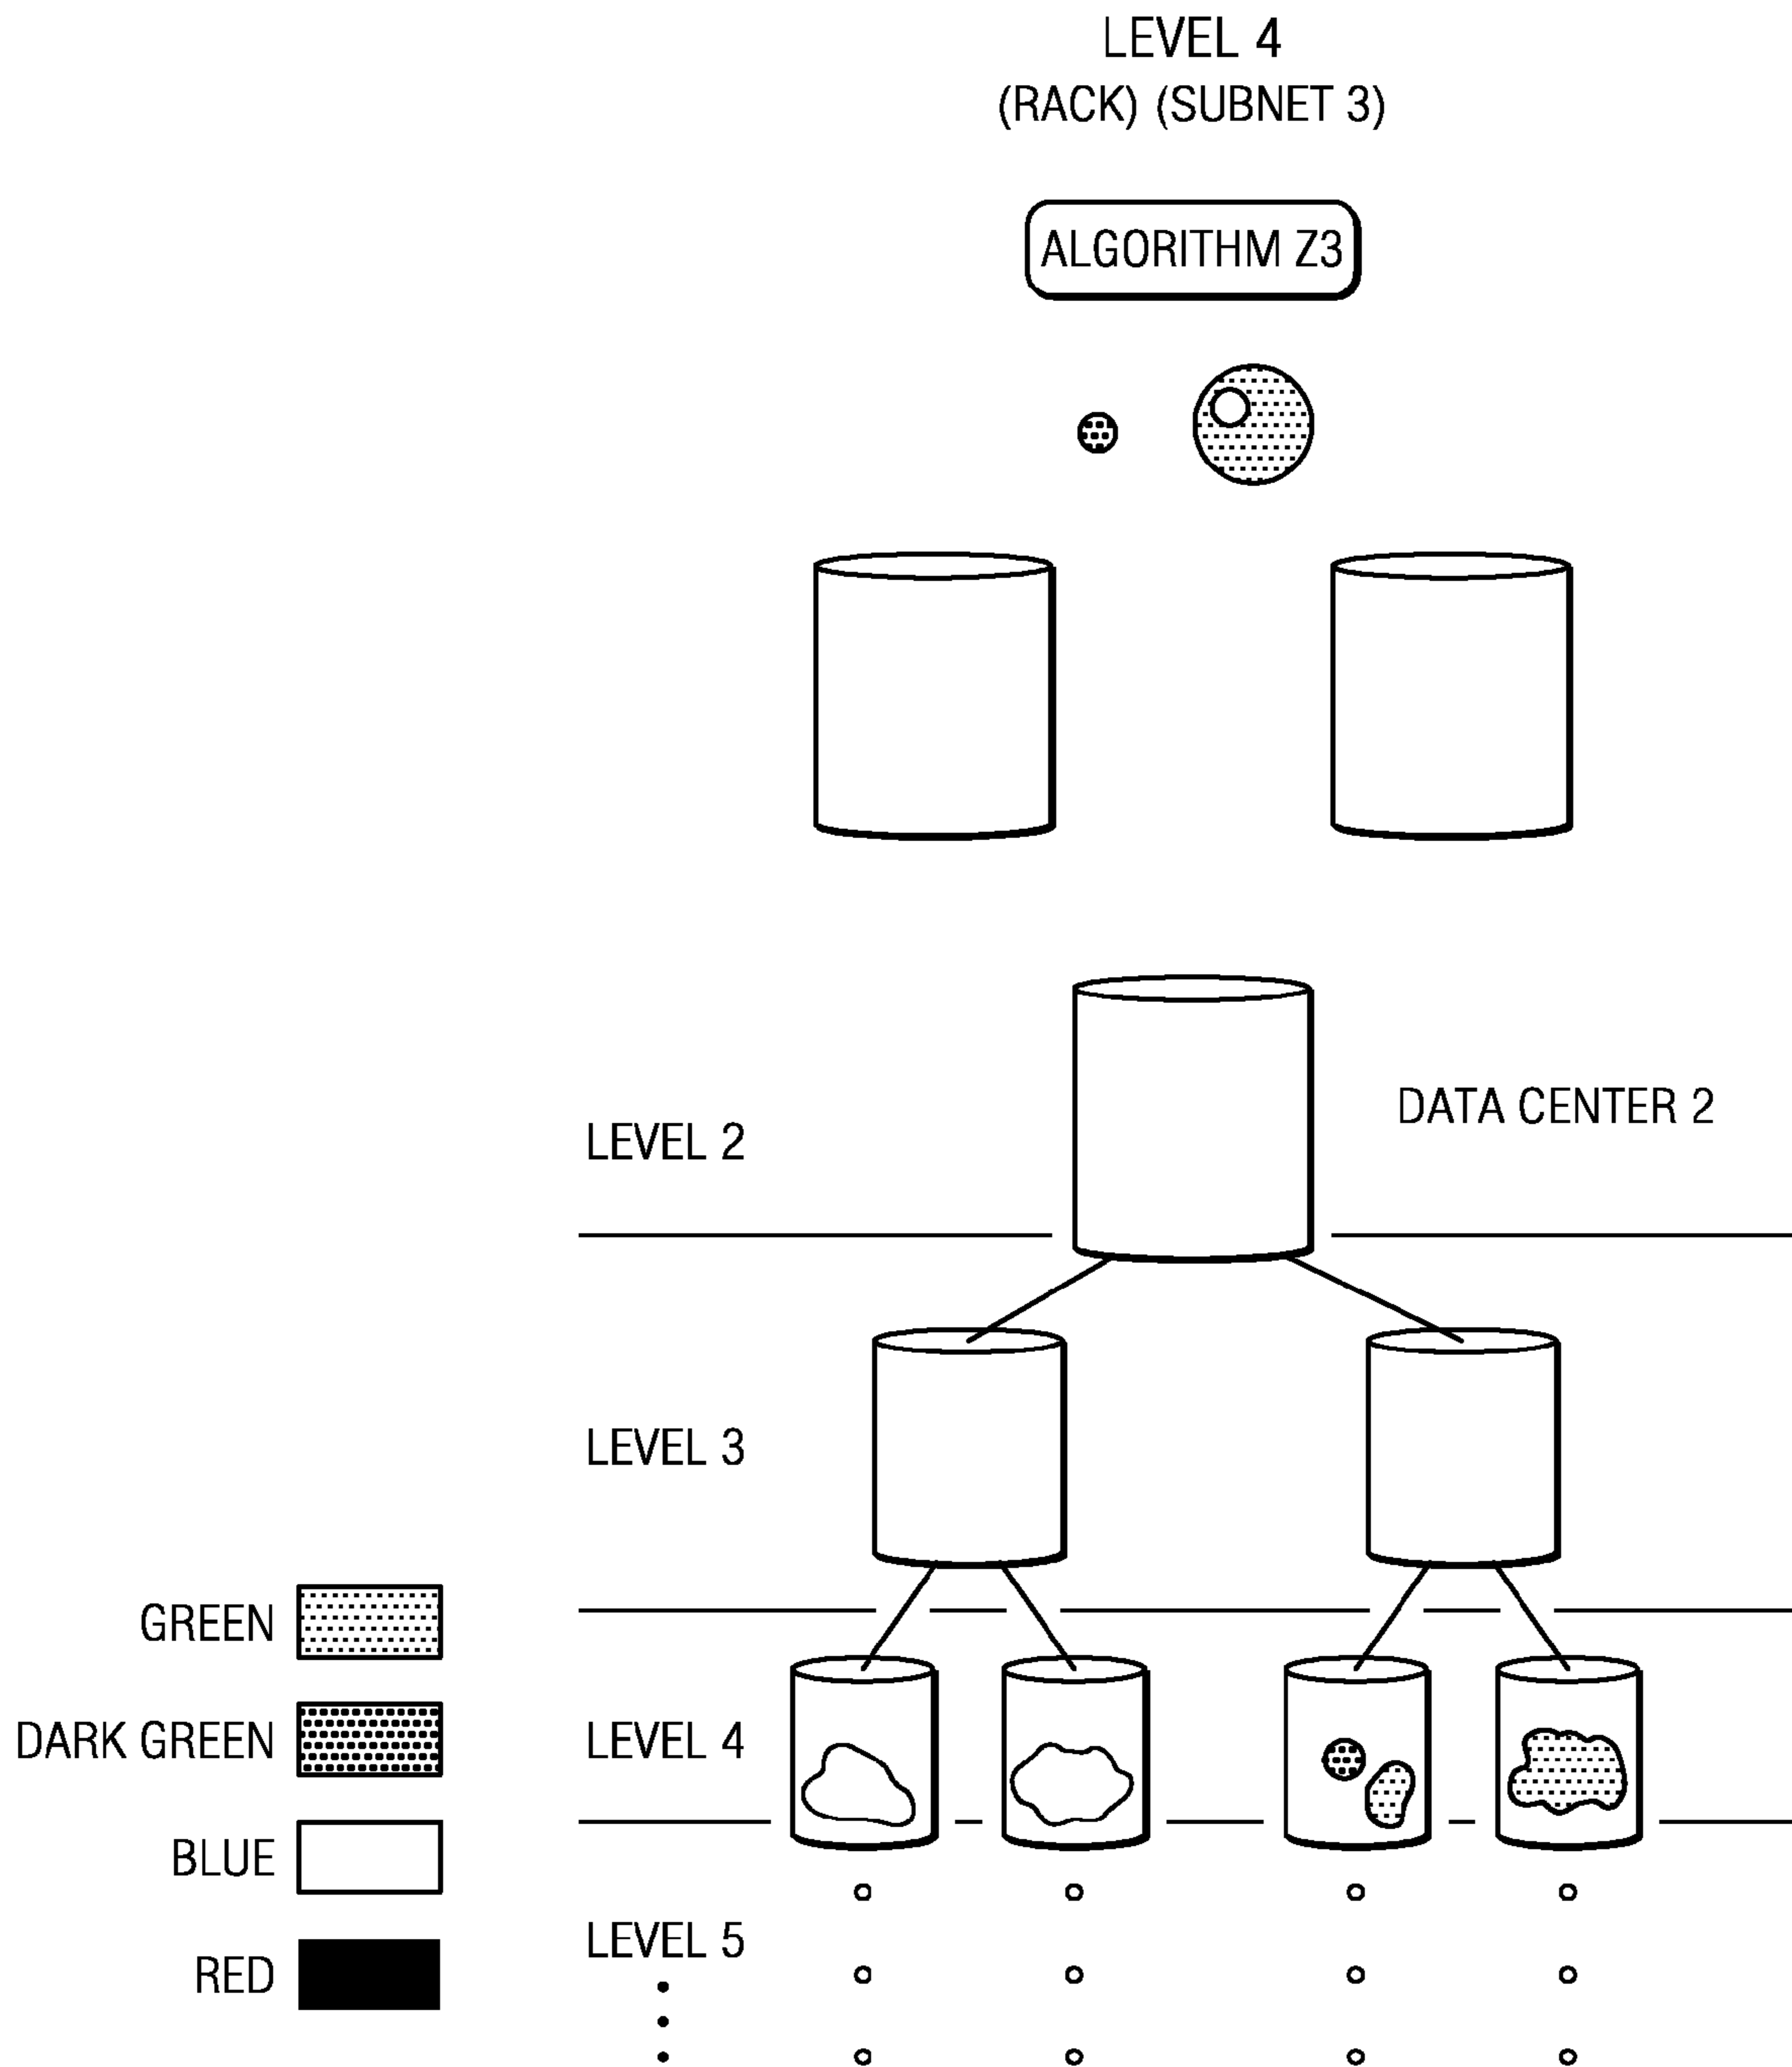 LEVEL 4
(RACK) (SUBNET 3)
ALGORITHM Z3
DATA CENTER 2
LEVEL 2
LEVEL 3
GREEN
DARK GREEN
LEVEL 4
BLUE
LEVEL 5
RED